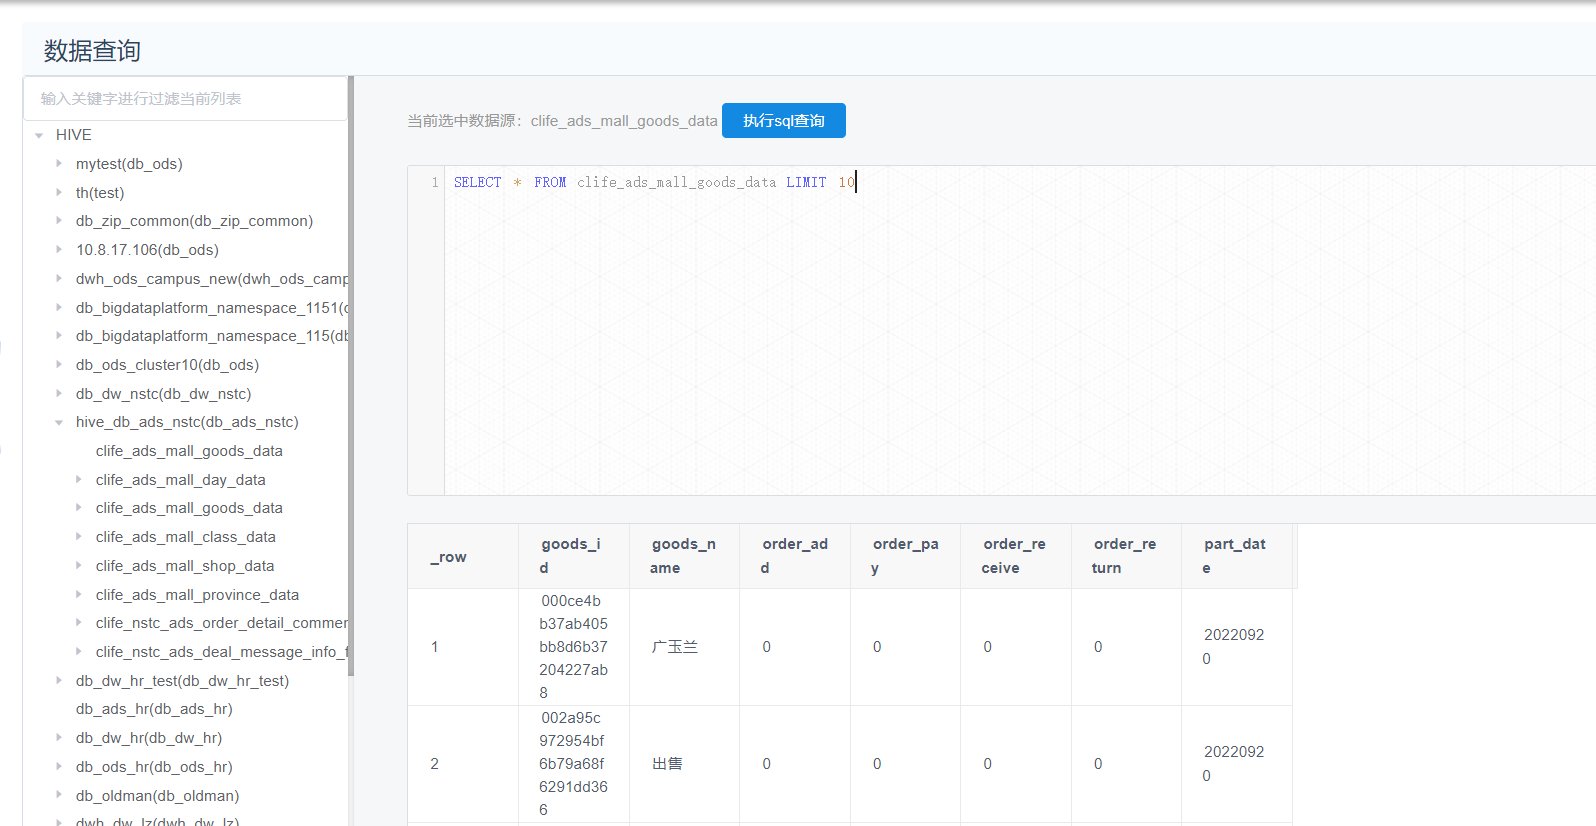 数据查询
输入关键字进行过滤当前列表
HIVE
mytest(db_ods)
th(test)
db_zip_common(db_zip_common)
10.8.17.106(db_ods)
dwh_ods_campus_new(dwh_ods_camp
db_bigdataplatform_namespace_1151(
db_bigdataplatform_namespace_115(db
db_ods_cluster10(db_ods)
db_dw_nstc(db_dw_nstc)
hive_db_ads_nstc(db_ads_nstc)
clife_ads_mall_goods_data
clife_ads_mall_day_data
clife_ads_mall_goods_data
clife_ads_mall_class_data
clife_ads_mall_shop_data
clife_ads_mall_province_data
clife_nstc_ads_order_detail_commer
clife_nstc_ads_deal_message_info_f
db_dw_hr_test(db_dw_hr_test)
db_ads_hr(db_ads_hr)
db_dw_hr(db_dw_hr)
db_ods_hr(db_ods_hr)
db_oldman(db_oldman)
dwh_dw_lz(dwh_dw_lz)
当前选中数据源：clife_ads_mall_goods_data 执行sql查询
1 SELECT * FROM clife_ads_mall_goods_data LIMIT 10
_row
goods_i
d
goods_n
ame
order_ad
d
order_pa
y
order_re
ceive
order_re
turn
part_dat
e
1
000ce4b
b37ab405
bb8d6b37
204227ab
8
广玉兰
0
0
0
0
2022092
0
2
002a95c
972954bf
6b79a68f
6291dd36
6
出售
0
0
0
0
2022092
0